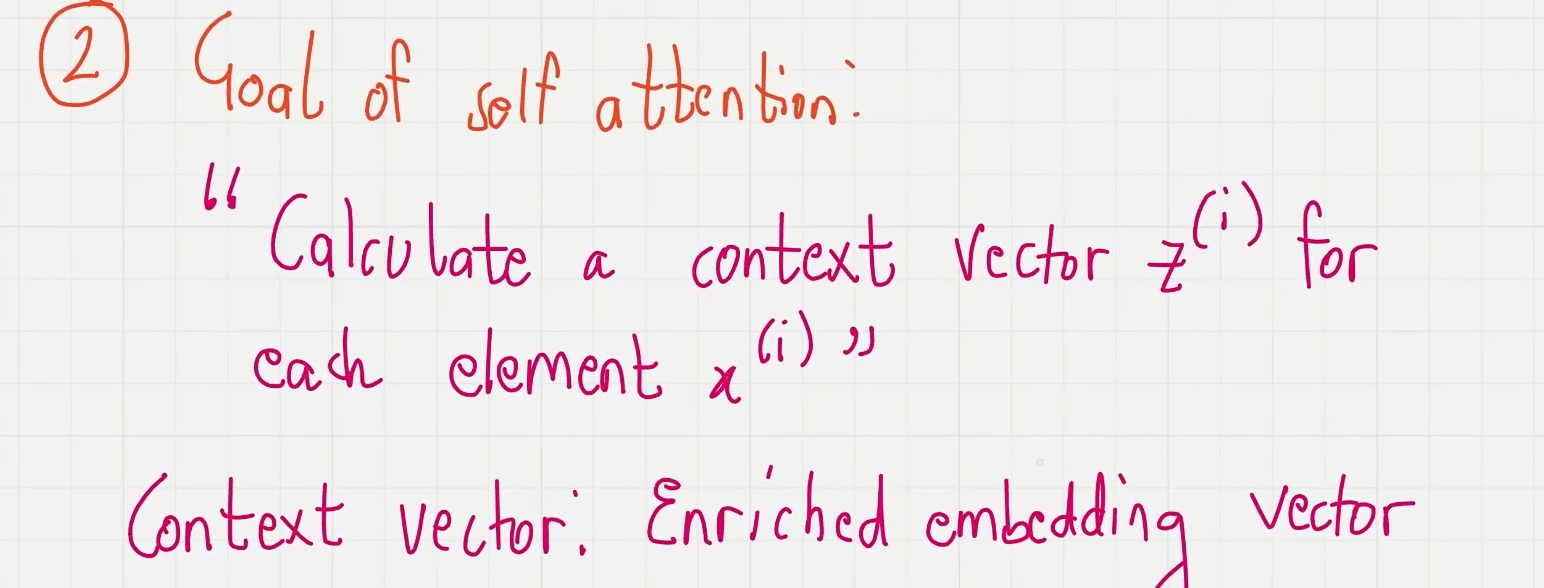 ② Goal of self attention:
“Calculate a context vector z^(i) for
each element x^(i)”
Context vector: Enriched embedding vector